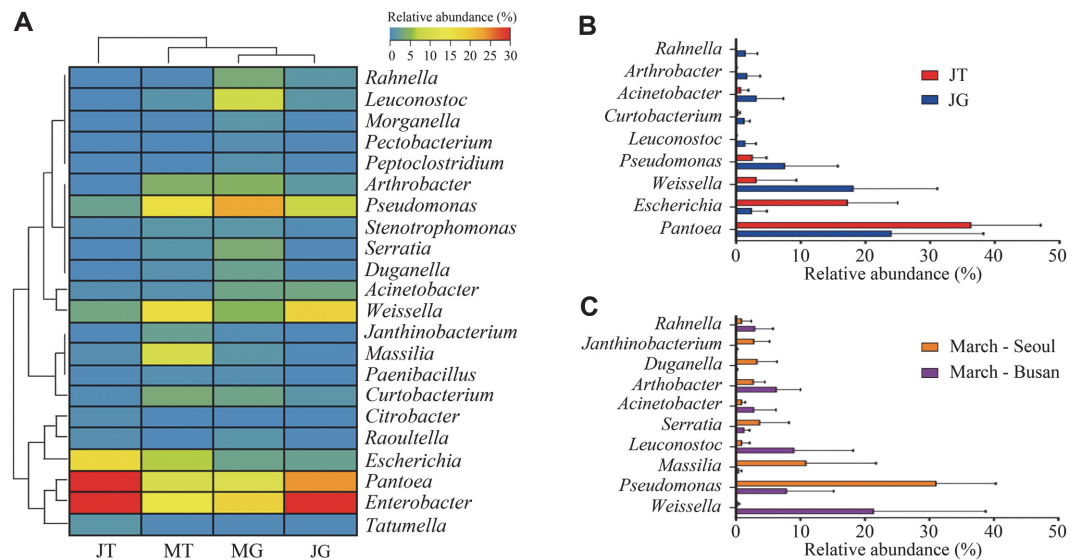 A
Relative abundance (%)
0 5 10 15 20 25 30
Rahnella
Leuconostoc
Morganella
Pectobacterium
Peptoclostridium
Arthrobacter
Pseudomonas
Stenotrophomonas
Serratia
Duganella
Acinetobacter
Weissella
Janthinobacterium
Massilia
Paenibacillus
Curtobacterium
Citrobacter
Raoultella
Escherichia
Pantoea
Enterobacter
Tatumella
JT MT MG JG
B
Rahnella
Arthrobacter
Acinetobacter
Curtobacterium
Leuconostoc
Pseudomonas
Weissella
Escherichia
Pantoea
JT
JG
0 10 20 30 40 50
Relative abundance (%)
C
Rahnella
Janthinobacterium
Duganella
Arthobacter
Acinetobacter
Serratia
Leuconostoc
Massilia
Pseudomonas
Weissella
March - Seoul
March - Busan
0 10 20 30 40 50
Relative abundance (%)